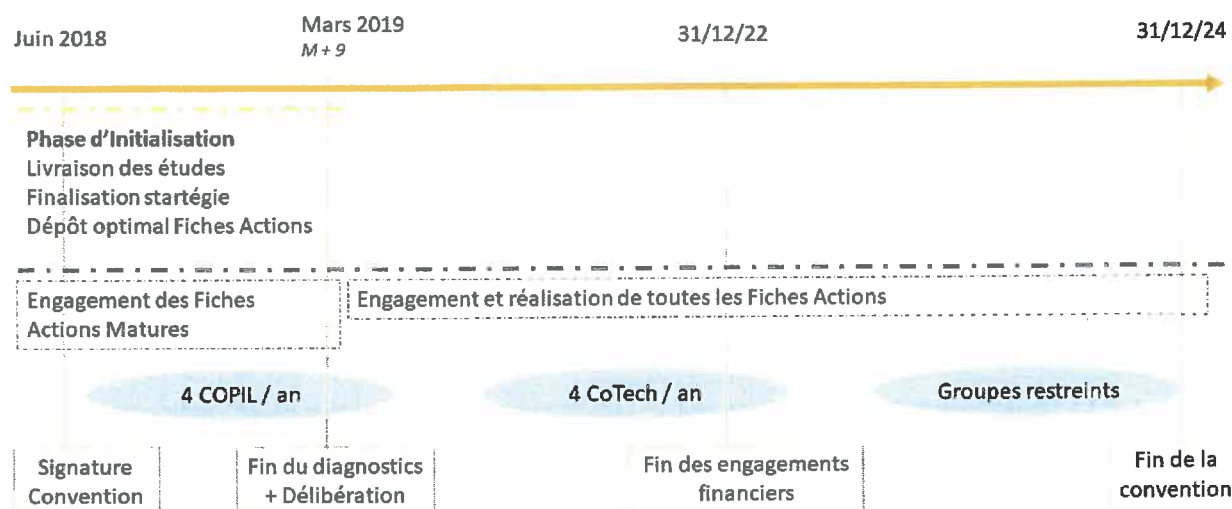 Juin 2018
Mars 2019
M + 9
31/12/22
31/12/24
Phase d'Initialisation
Livraison des études
Finalisation startégie
Dépôt optimal Fiches Actions
Engagement des Fiches
Actions Matures
Engagement et réalisation de toutes les Fiches Actions
4 COPIL / an
4 CoTech / an
Groupes restreints
Signature
Convention
Fin du diagnostics
+ Délibération
Fin des engagements
financiers
Fin de la
convention